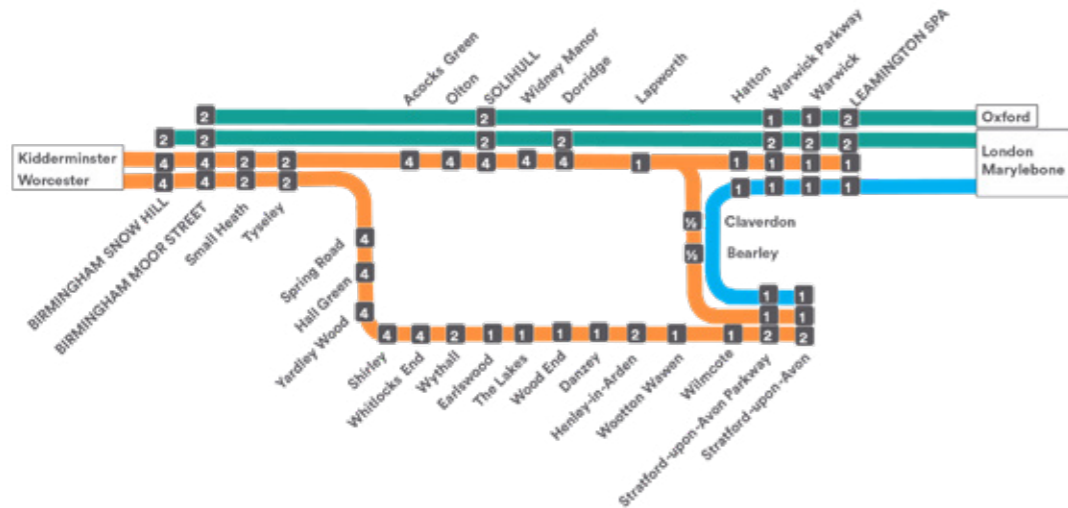 Acocks Green
Olton
SOLIHULL
Widney Manor
Dorridge
Lapworth
Hatton
Warwick Parkway
Warwick
LEAMINGTON SPA
2 2 1 1 2
Oxford
2 2 2 2 2 2 2
London
Marylebone
Kidderminster
4 4 2 2 4 4 4 4 4 1 1 1 1 1
Worcester
4 4 2 2
1 1 1 1
BIRMINGHAM SNOW HILL
BIRMINGHAM MOOR STREET
Small Heath
Tyseley
½
Claverdon
½
Bearley
4
Spring Road
4
Hall Green
4
Yardley Wood
1 1
1 1
4 4 2 1 1 1 1 2 1 1 2 2
Shirley
Whitlocks End
Wythall
Earlswood
The Lakes
Wood End
Danzey
Henley-in-Arden
Wootton Wawen
Wilmcote
Stratford-upon-Avon Parkway
Stratford-upon-Avon